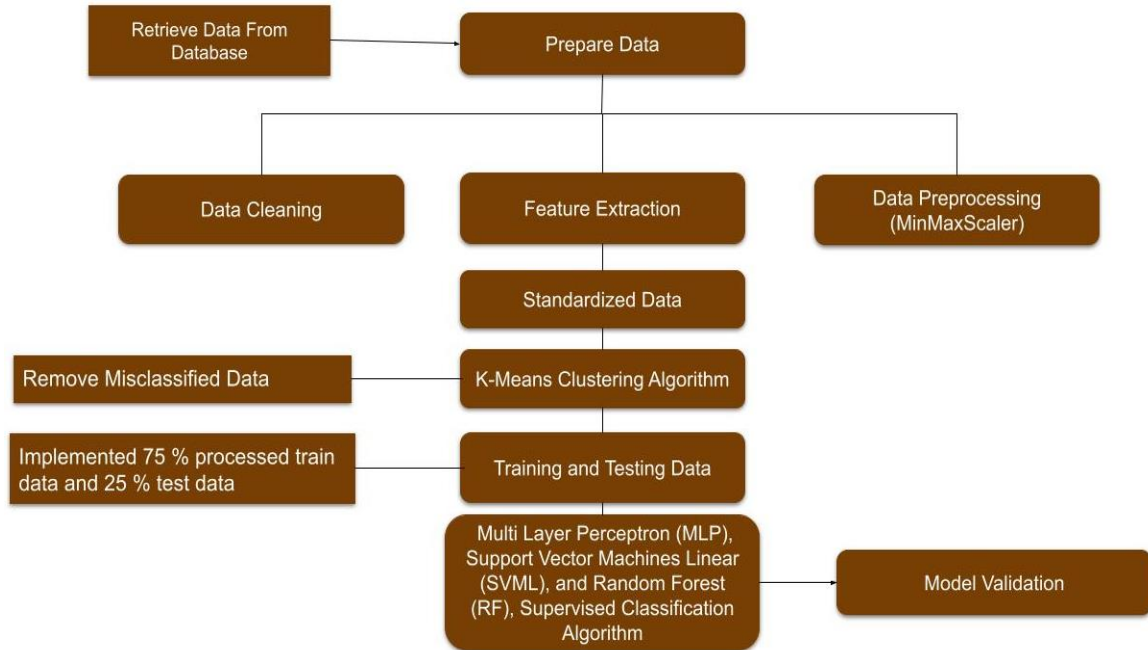 Retrieve Data From
Database
Prepare Data
Data Cleaning
Feature Extraction
Data Preprocessing
(MinMaxScaler)
Standardized Data
Remove Misclassified Data
K-Means Clustering Algorithm
Implemented 75 % processed train
data and 25 % test data
Training and Testing Data
Multi Layer Perceptron (MLP),
Support Vector Machines Linear
(SVML), and Random Forest
(RF), Supervised Classification
Algorithm
Model Validation